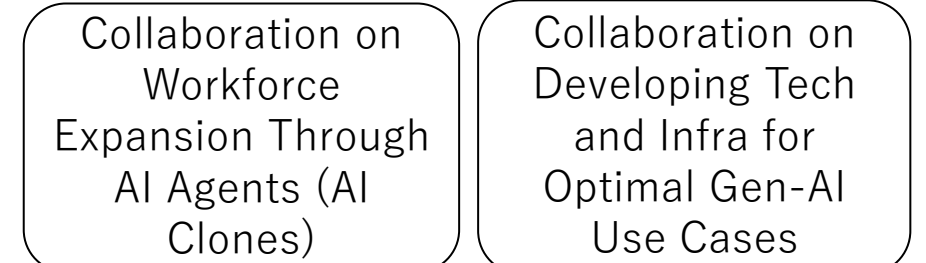 Collaboration on
Workforce
Expansion Through
AI Agents (AI
Clones)
Collaboration on
Developing Tech
and Infra for
Optimal Gen-AI
Use Cases